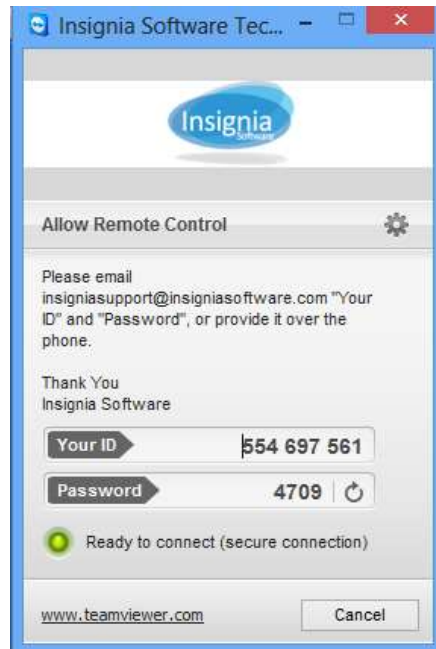 Insignia Software Tec...
Insignia
Software
Allow Remote Control
Please email
insigniasupport@insigniasoftware.com "Your
ID" and "Password", or provide it over the
phone.
Thank You
Insignia Software
Your ID 554 697 561
Password 4709
Ready to connect (secure connection)
www.teamviewer.com Cancel